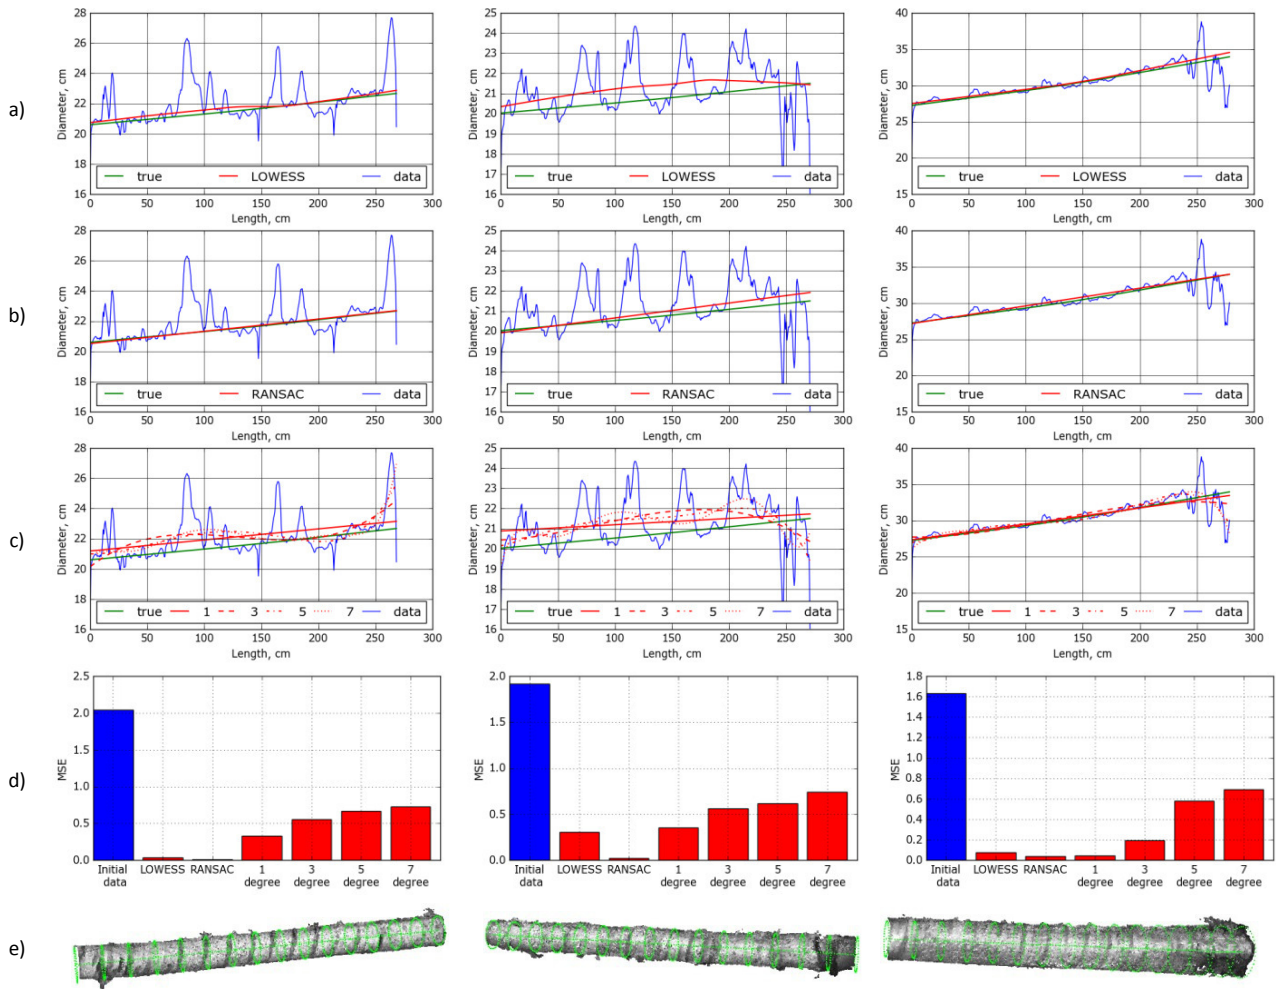 a)
28
26
24
22
20
18
16
Diameter, cm
true LOWESS data
0 50 100 150 200 250 300
Length, cm
25
24
23
22
21
20
19
18
17
16
Diameter, cm
true LOWESS data
0 50 100 150 200 250 300
Length, cm
40
35
30
25
20
15
Diameter, cm
true LOWESS data
0 50 100 150 200 250 300
Length, cm
b)
28
26
24
22
20
18
16
Diameter, cm
true RANSAC data
0 50 100 150 200 250 300
Length, cm
25
24
23
22
21
20
19
18
17
16
Diameter, cm
true RANSAC data
0 50 100 150 200 250 300
Length, cm
40
35
30
25
20
15
Diameter, cm
true RANSAC data
0 50 100 150 200 250 300
Length, cm
c)
28
26
24
22
20
18
16
Diameter, cm
true 1 3 5 7 data
0 50 100 150 200 250 300
Length, cm
25
24
23
22
21
20
19
18
17
16
Diameter, cm
true 1 3 5 7 data
0 50 100 150 200 250 300
Length, cm
40
35
30
25
20
15
Diameter, cm
true 1 3 5 7 data
0 50 100 150 200 250 300
Length, cm
d)
2.5
2.0
1.5
1.0
0.5
0.0
MSE
Initial LOWESS RANSAC 1 3 5 7
data degree degree degree degree
2.0
1.5
1.0
0.5
0.0
MSE
Initial LOWESS RANSAC 1 3 5 7
data degree degree degree degree
1.8
1.6
1.4
1.2
1.0
0.8
0.6
0.4
0.2
0.0
MSE
Initial LOWESS RANSAC 1 3 5 7
data degree degree degree degree
e)